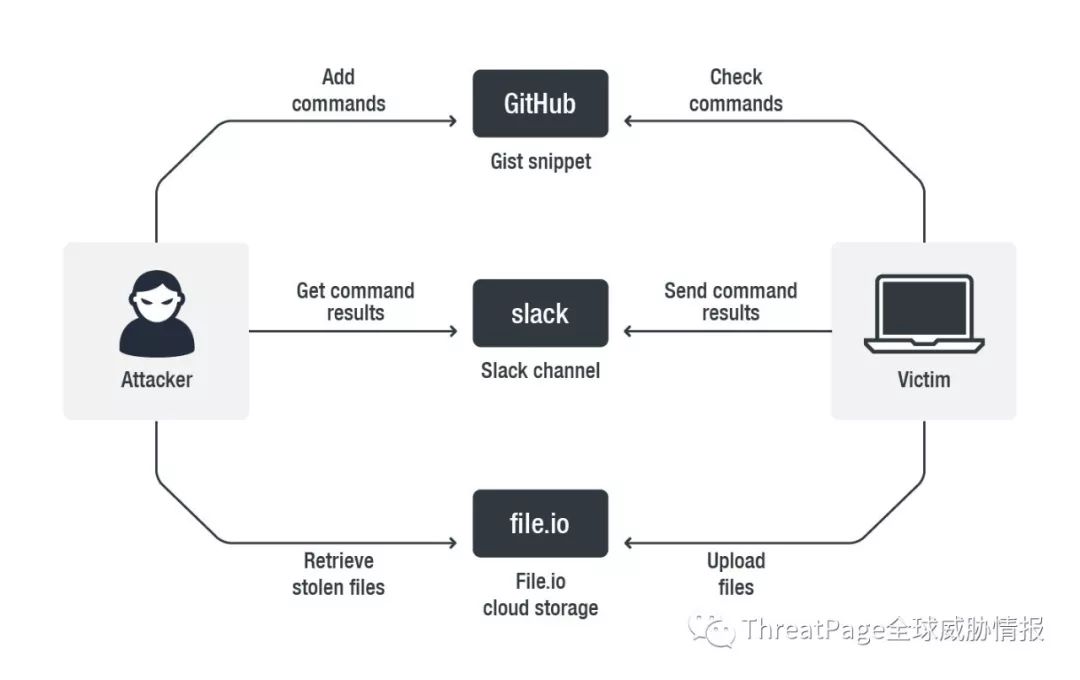 Add
commands
GitHub
Check
commands
Gist snippet
Get command
results
slack
Send command
results
Attacker
Slack channel
Victim
file.io
Retrieve
stolen files
File.io
cloud storage
Upload
files
ThreatPage全球威胁情报